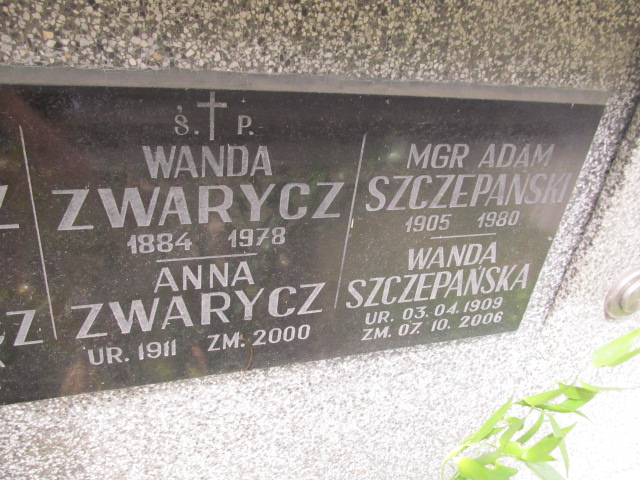 Ś. P.
WANDA
ZWARYCZ
1884 1978
ANNA
ZWARYCZ
UR. 1911 ZM. 2000
MGR ADAM
SZCZEPAŃSKI
1905 1980
WANDA
SZCZEPAŃSKA
UR. 03.04.1909
ZM. 07.10.2006